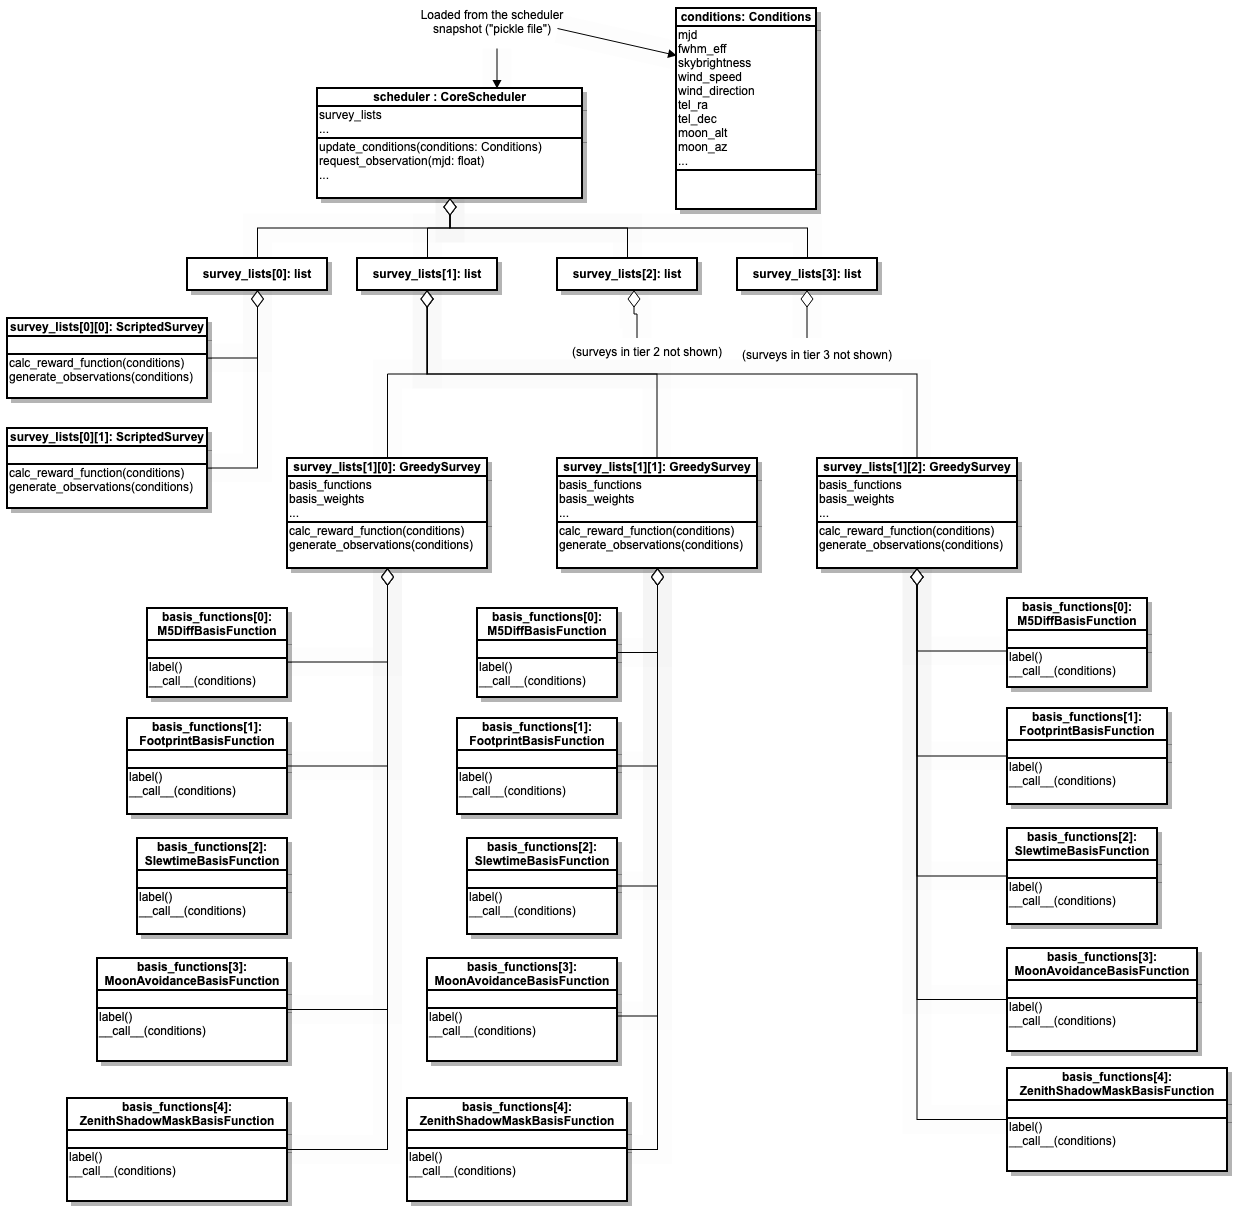 Loaded from the scheduler
snapshot ("pickle file")
conditions: Conditions
mjd
fwhm_eff
skybrightness
wind_speed
wind_direction
tel_ra
tel_dec
moon_alt
moon_az
...
scheduler : CoreScheduler
survey_lists
...
update_conditions(conditions: Conditions)
request_observation(mjd: float)
...
survey_lists[0]: list
survey_lists[1]: list
survey_lists[2]: list
survey_lists[3]: list
(surveys in tier 2 not shown)
(surveys in tier 3 not shown)
survey_lists[0][0]: ScriptedSurvey
calc_reward_function(conditions)
generate_observations(conditions)
survey_lists[0][1]: ScriptedSurvey
calc_reward_function(conditions)
generate_observations(conditions)
survey_lists[1][0]: GreedySurvey
basis_functions
basis_weights
...
calc_reward_function(conditions)
generate_observations(conditions)
survey_lists[1][1]: GreedySurvey
basis_functions
basis_weights
...
calc_reward_function(conditions)
generate_observations(conditions)
survey_lists[1][2]: GreedySurvey
basis_functions
basis_weights
...
calc_reward_function(conditions)
generate_observations(conditions)
basis_functions[0]:
M5DiffBasisFunction
label()
__call__(conditions)
basis_functions[1]:
FootprintBasisFunction
label()
__call__(conditions)
basis_functions[2]:
SlewtimeBasisFunction
label()
__call__(conditions)
basis_functions[3]:
MoonAvoidanceBasisFunction
label()
__call__(conditions)
basis_functions[4]:
ZenithShadowMaskBasisFunction
label()
__call__(conditions)
basis_functions[0]:
M5DiffBasisFunction
label()
__call__(conditions)
basis_functions[1]:
FootprintBasisFunction
label()
__call__(conditions)
basis_functions[2]:
SlewtimeBasisFunction
label()
__call__(conditions)
basis_functions[3]:
MoonAvoidanceBasisFunction
label()
__call__(conditions)
basis_functions[4]:
ZenithShadowMaskBasisFunction
label()
__call__(conditions)
basis_functions[0]:
M5DiffBasisFunction
label()
__call__(conditions)
basis_functions[1]:
FootprintBasisFunction
label()
__call__(conditions)
basis_functions[2]:
SlewtimeBasisFunction
label()
__call__(conditions)
basis_functions[3]:
MoonAvoidanceBasisFunction
label()
__call__(conditions)
basis_functions[4]:
ZenithShadowMaskBasisFunction
label()
__call__(conditions)